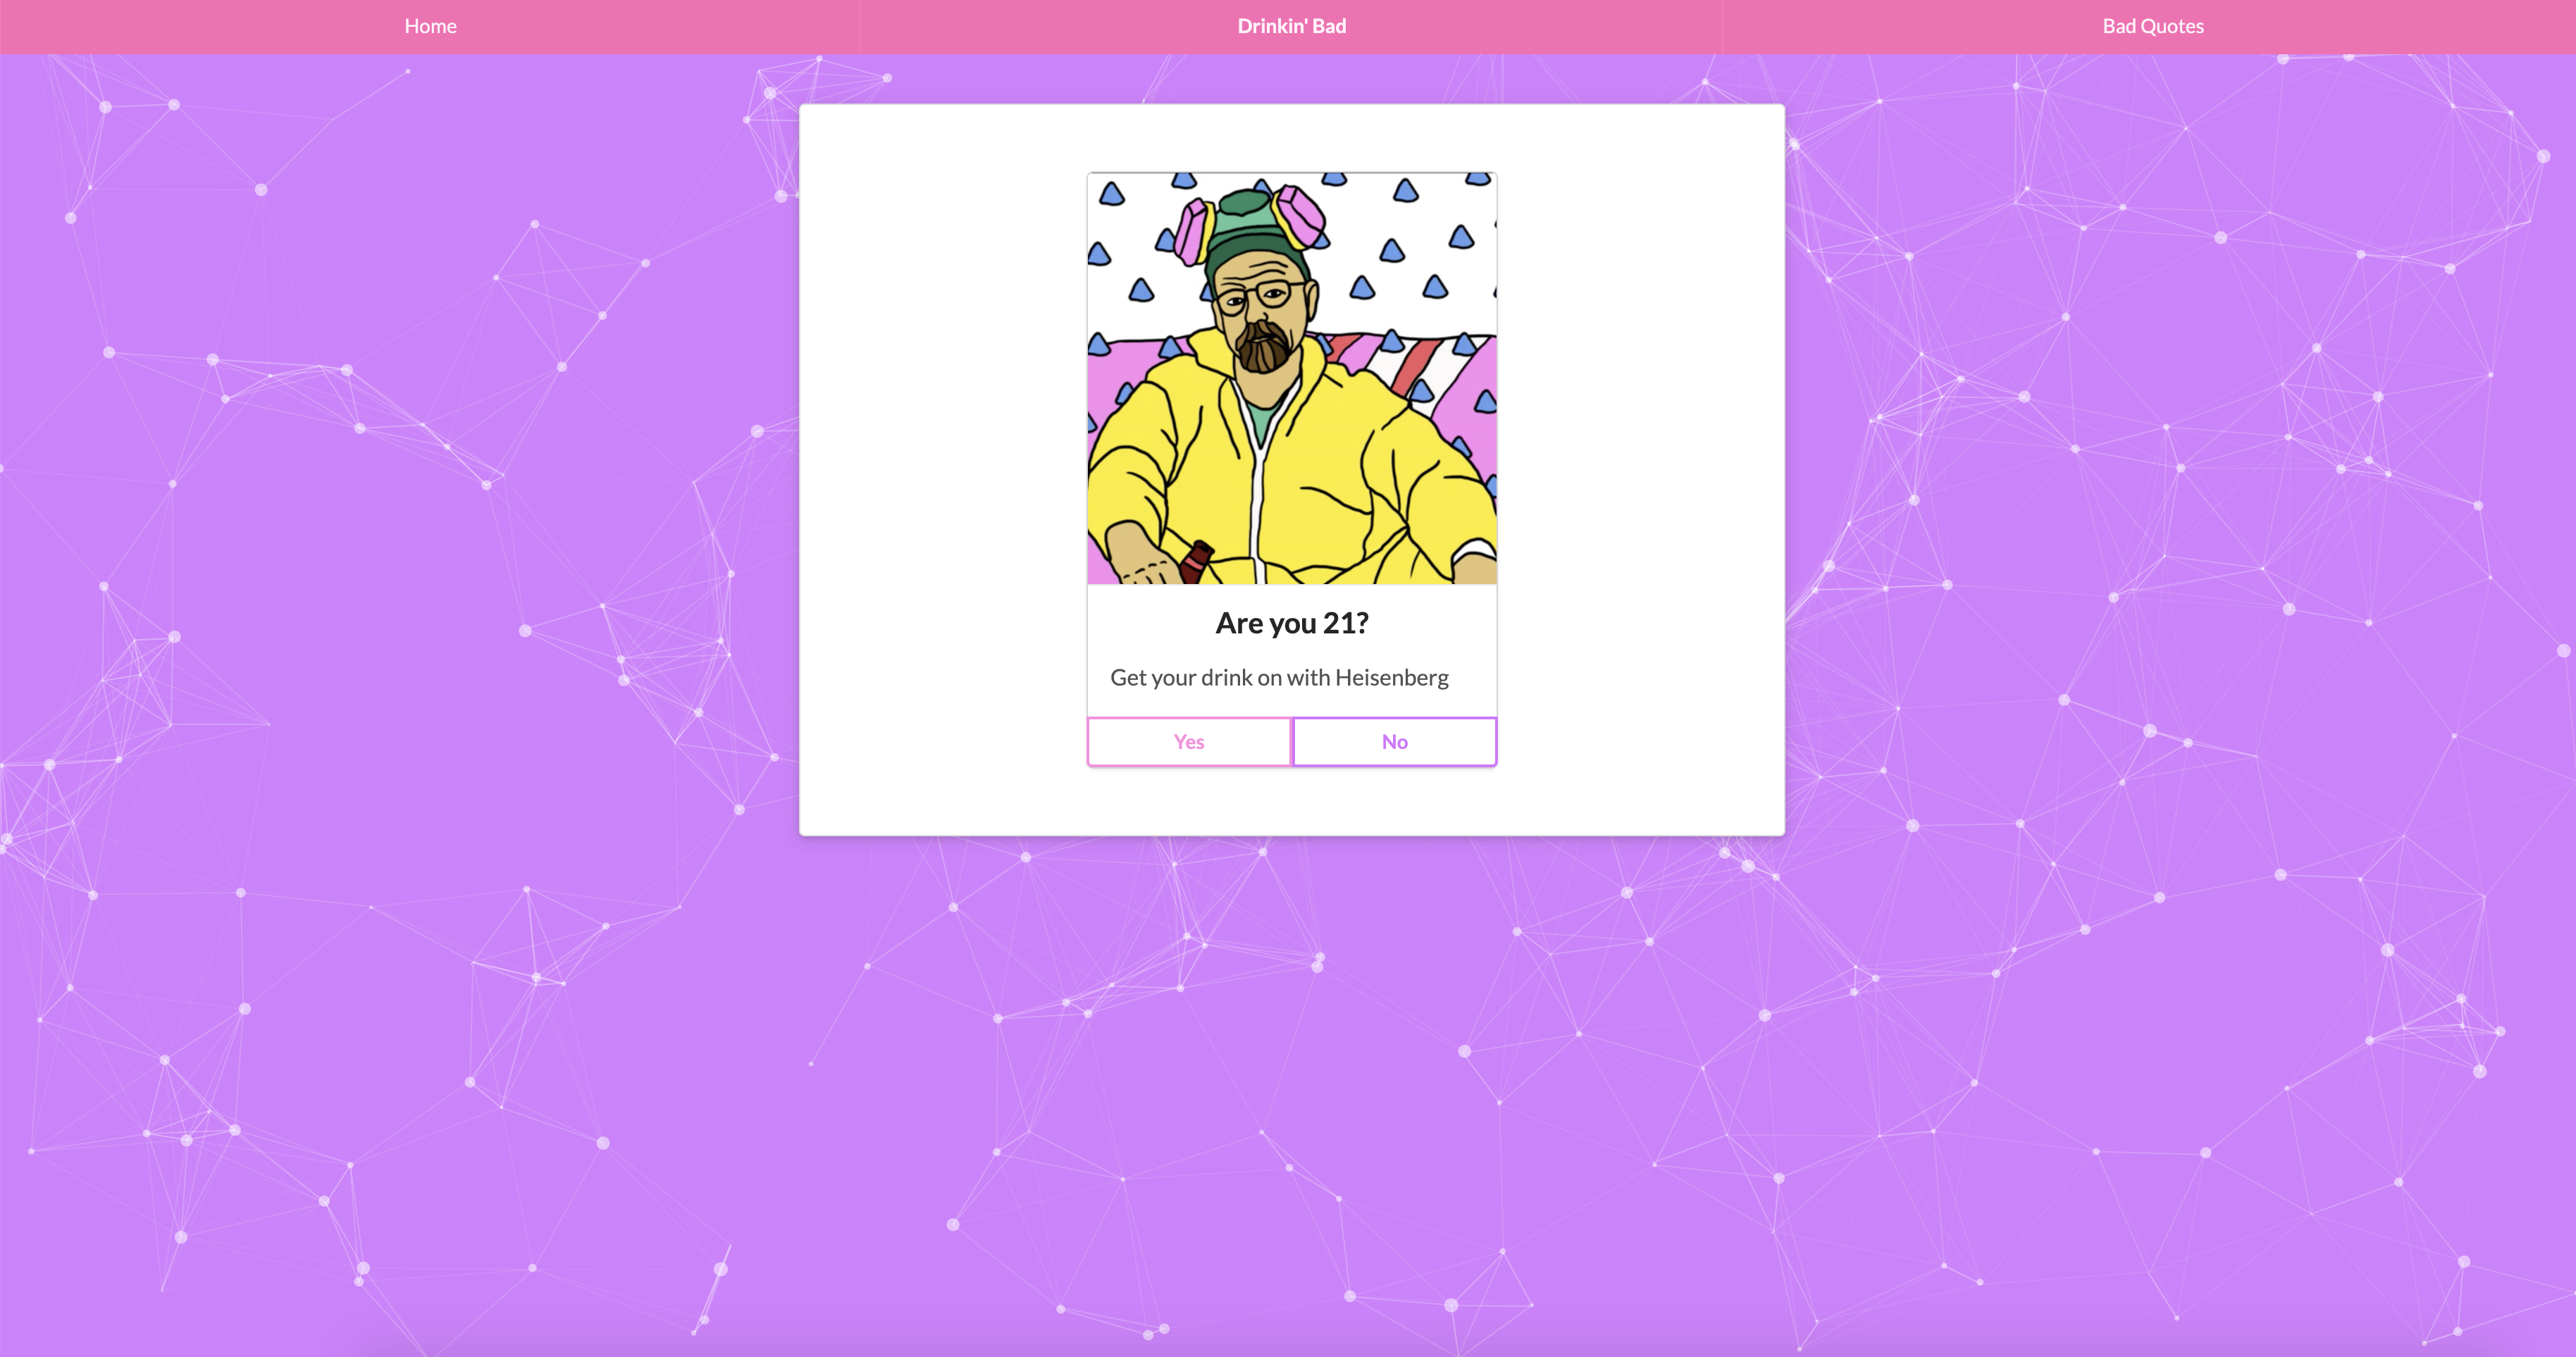 Home
Drinkin' Bad
Bad Quotes
Are you 21?
Get your drink on with Heisenberg
Yes
No